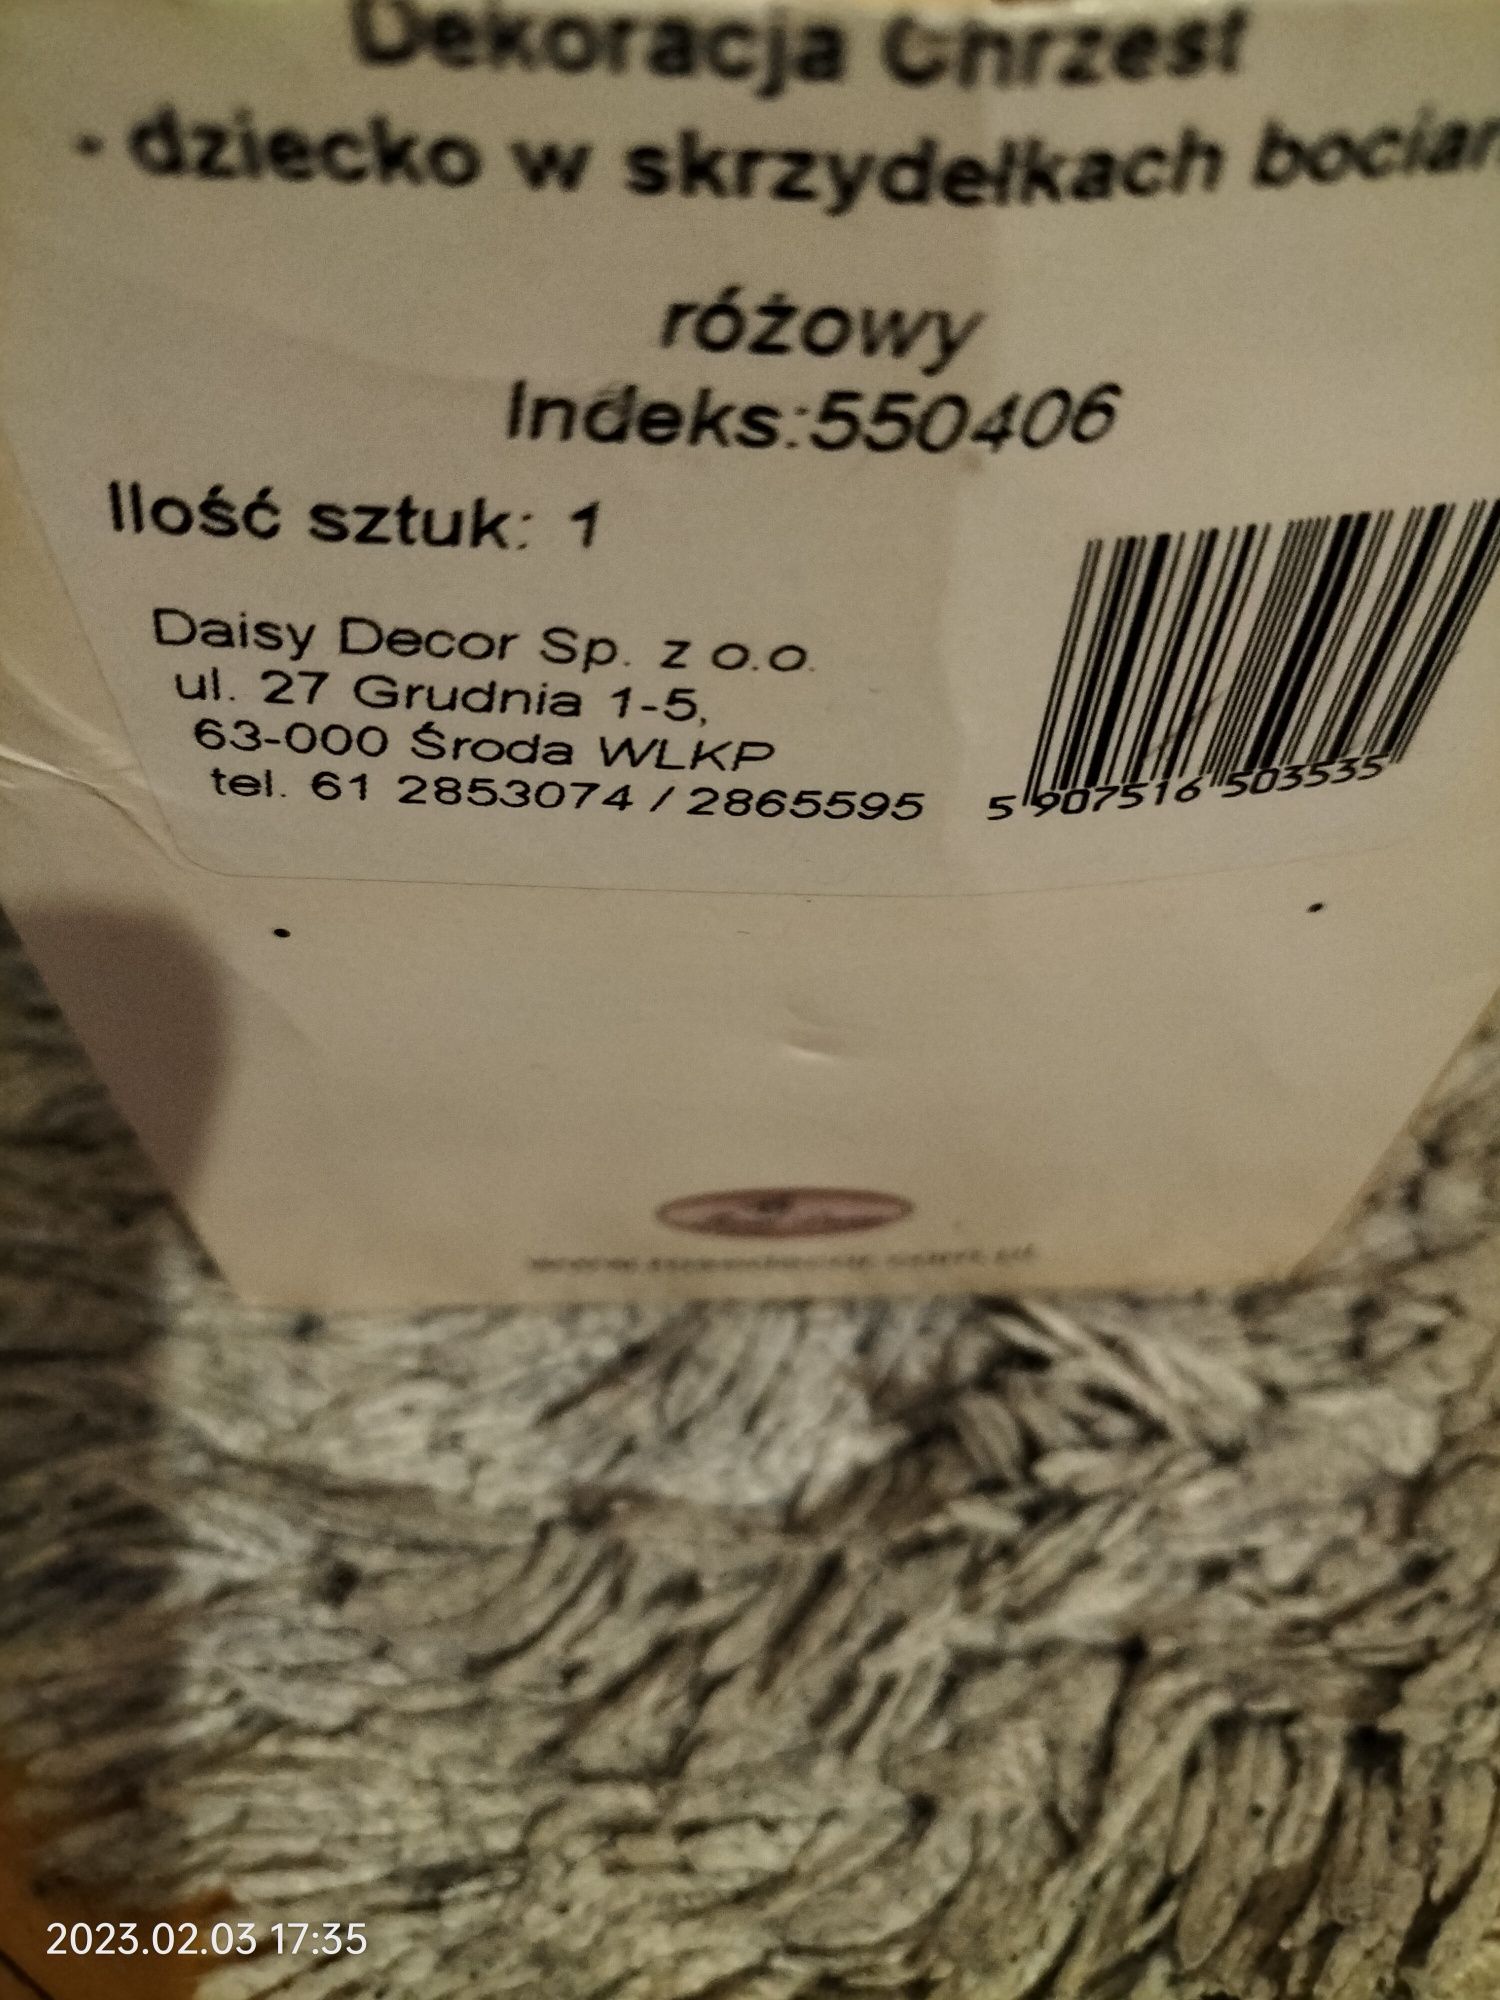 Dekoracja Chrzest
- dziecko w skrzydełkach bocian
różowy
Indeks:550406
Ilość sztuk: 1
Daisy Decor Sp. z o.o.
ul. 27 Grudnia 1-5,
63-000 Środa WLKP
tel. 61 2853074 / 2865595
5 907516 503535
2023.02.03 17:35